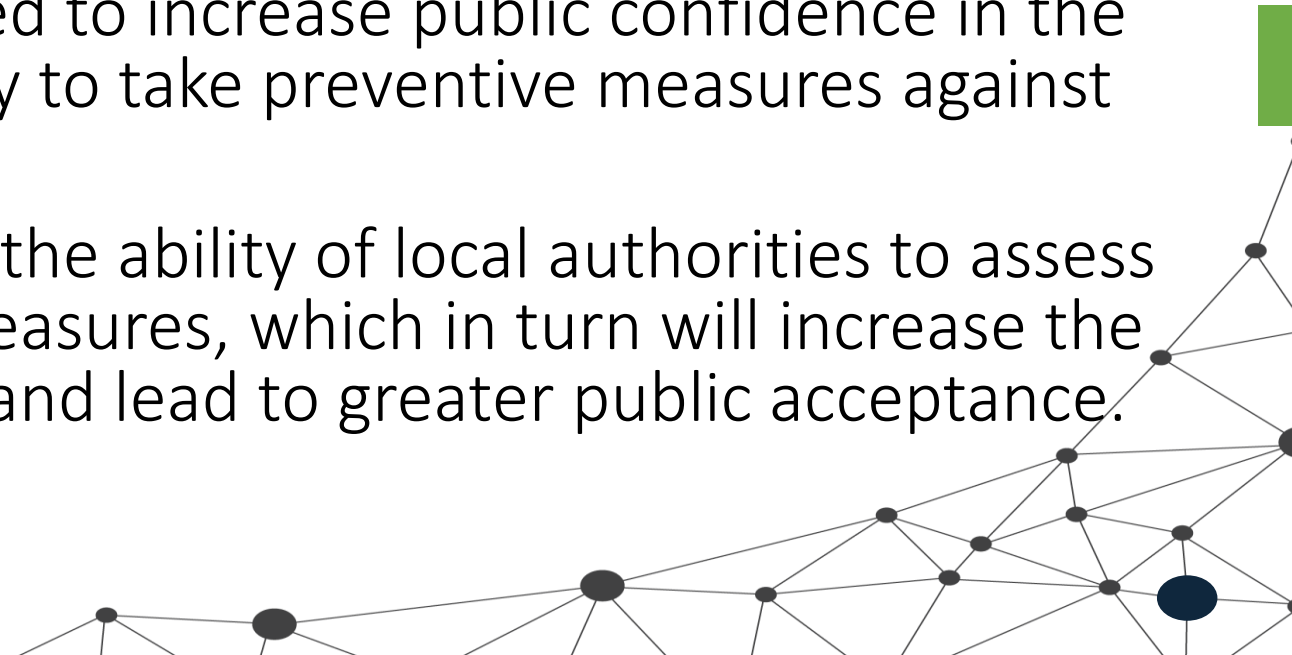 ed to increase public confidence in the
y to take preventive measures against
the ability of local authorities to assess
easures, which in turn will increase the
and lead to greater public acceptance.